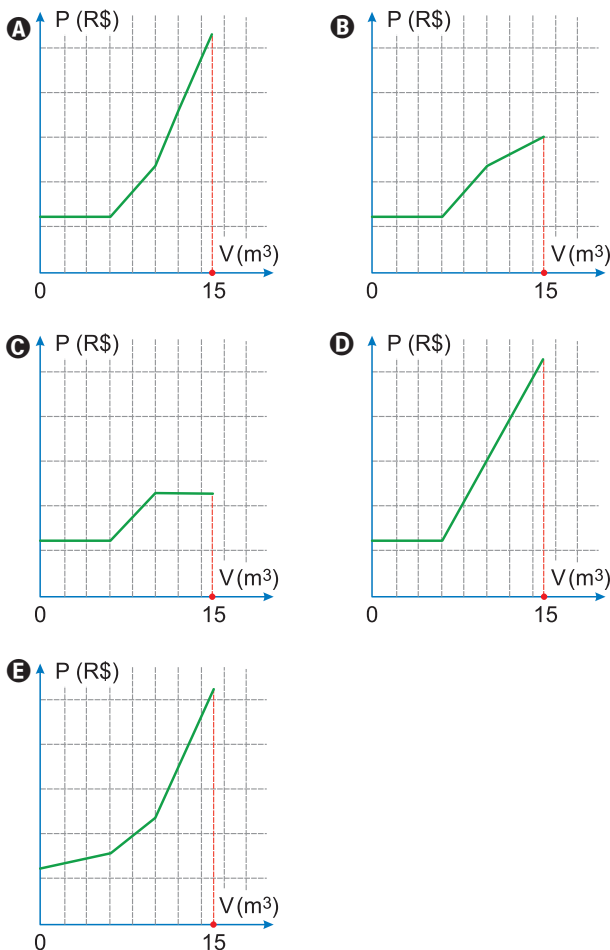 A P (R$)
V (m³)
0 15
B P (R$)
V (m³)
0 15
C P (R$)
V (m³)
0 15
D P (R$)
V (m³)
0 15
E P (R$)
V (m³)
0 15